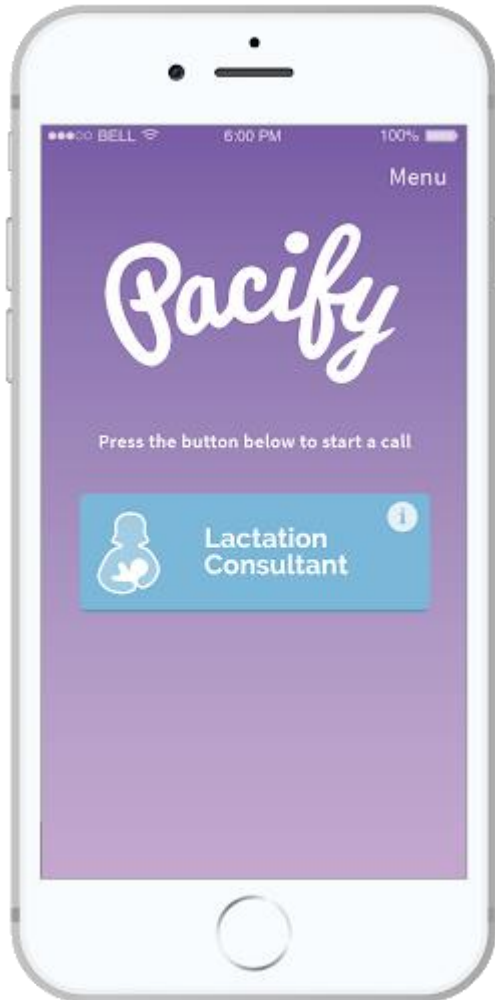 BELL 6:00 PM 100%
Menu
Pacify
Press the button below to start a call
i
Lactation
Consultant